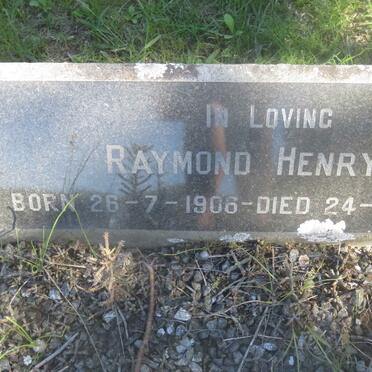 IN LOVING
RAYMOND HENRY
BORN 26-7-1906-DIED 24-